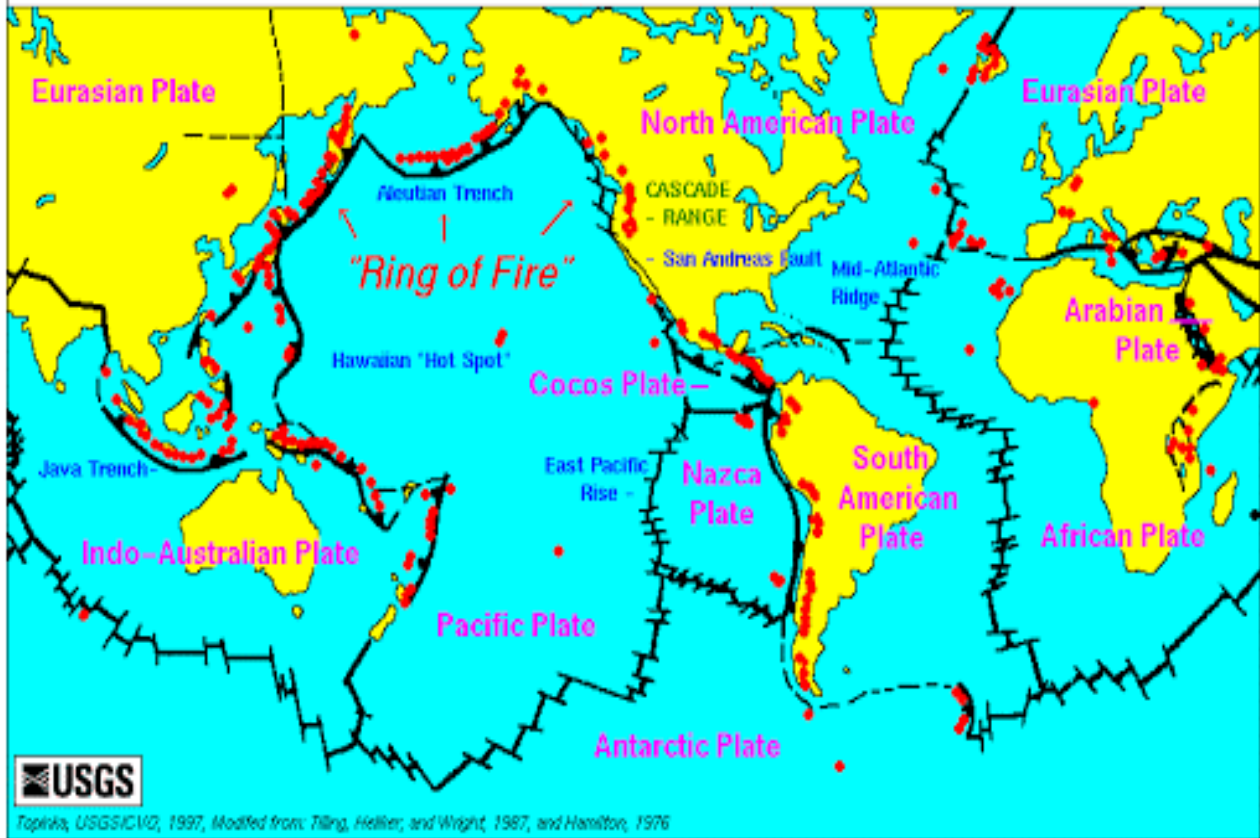 Eurasian Plate
Eurasian Plate
North American Plate
Aleutian Trench
CASCADE
- RANGE
"Ring of Fire"
- San Andreas Fault
Mid-Atlantic
Ridge
Arabian
Plate
Hawaiian "Hot Spot"
Cocos Plate
Java Trench
East Pacific
Rise -
Nazca
Plate
South
American
Plate
African Plate
Indo-Australian Plate
Pacific Plate
Antarctic Plate
USGS
Topinka, USGS/CVO, 1997, Modified from: Tilling, Heliker, and Wright, 1987, and Hamilton, 1976